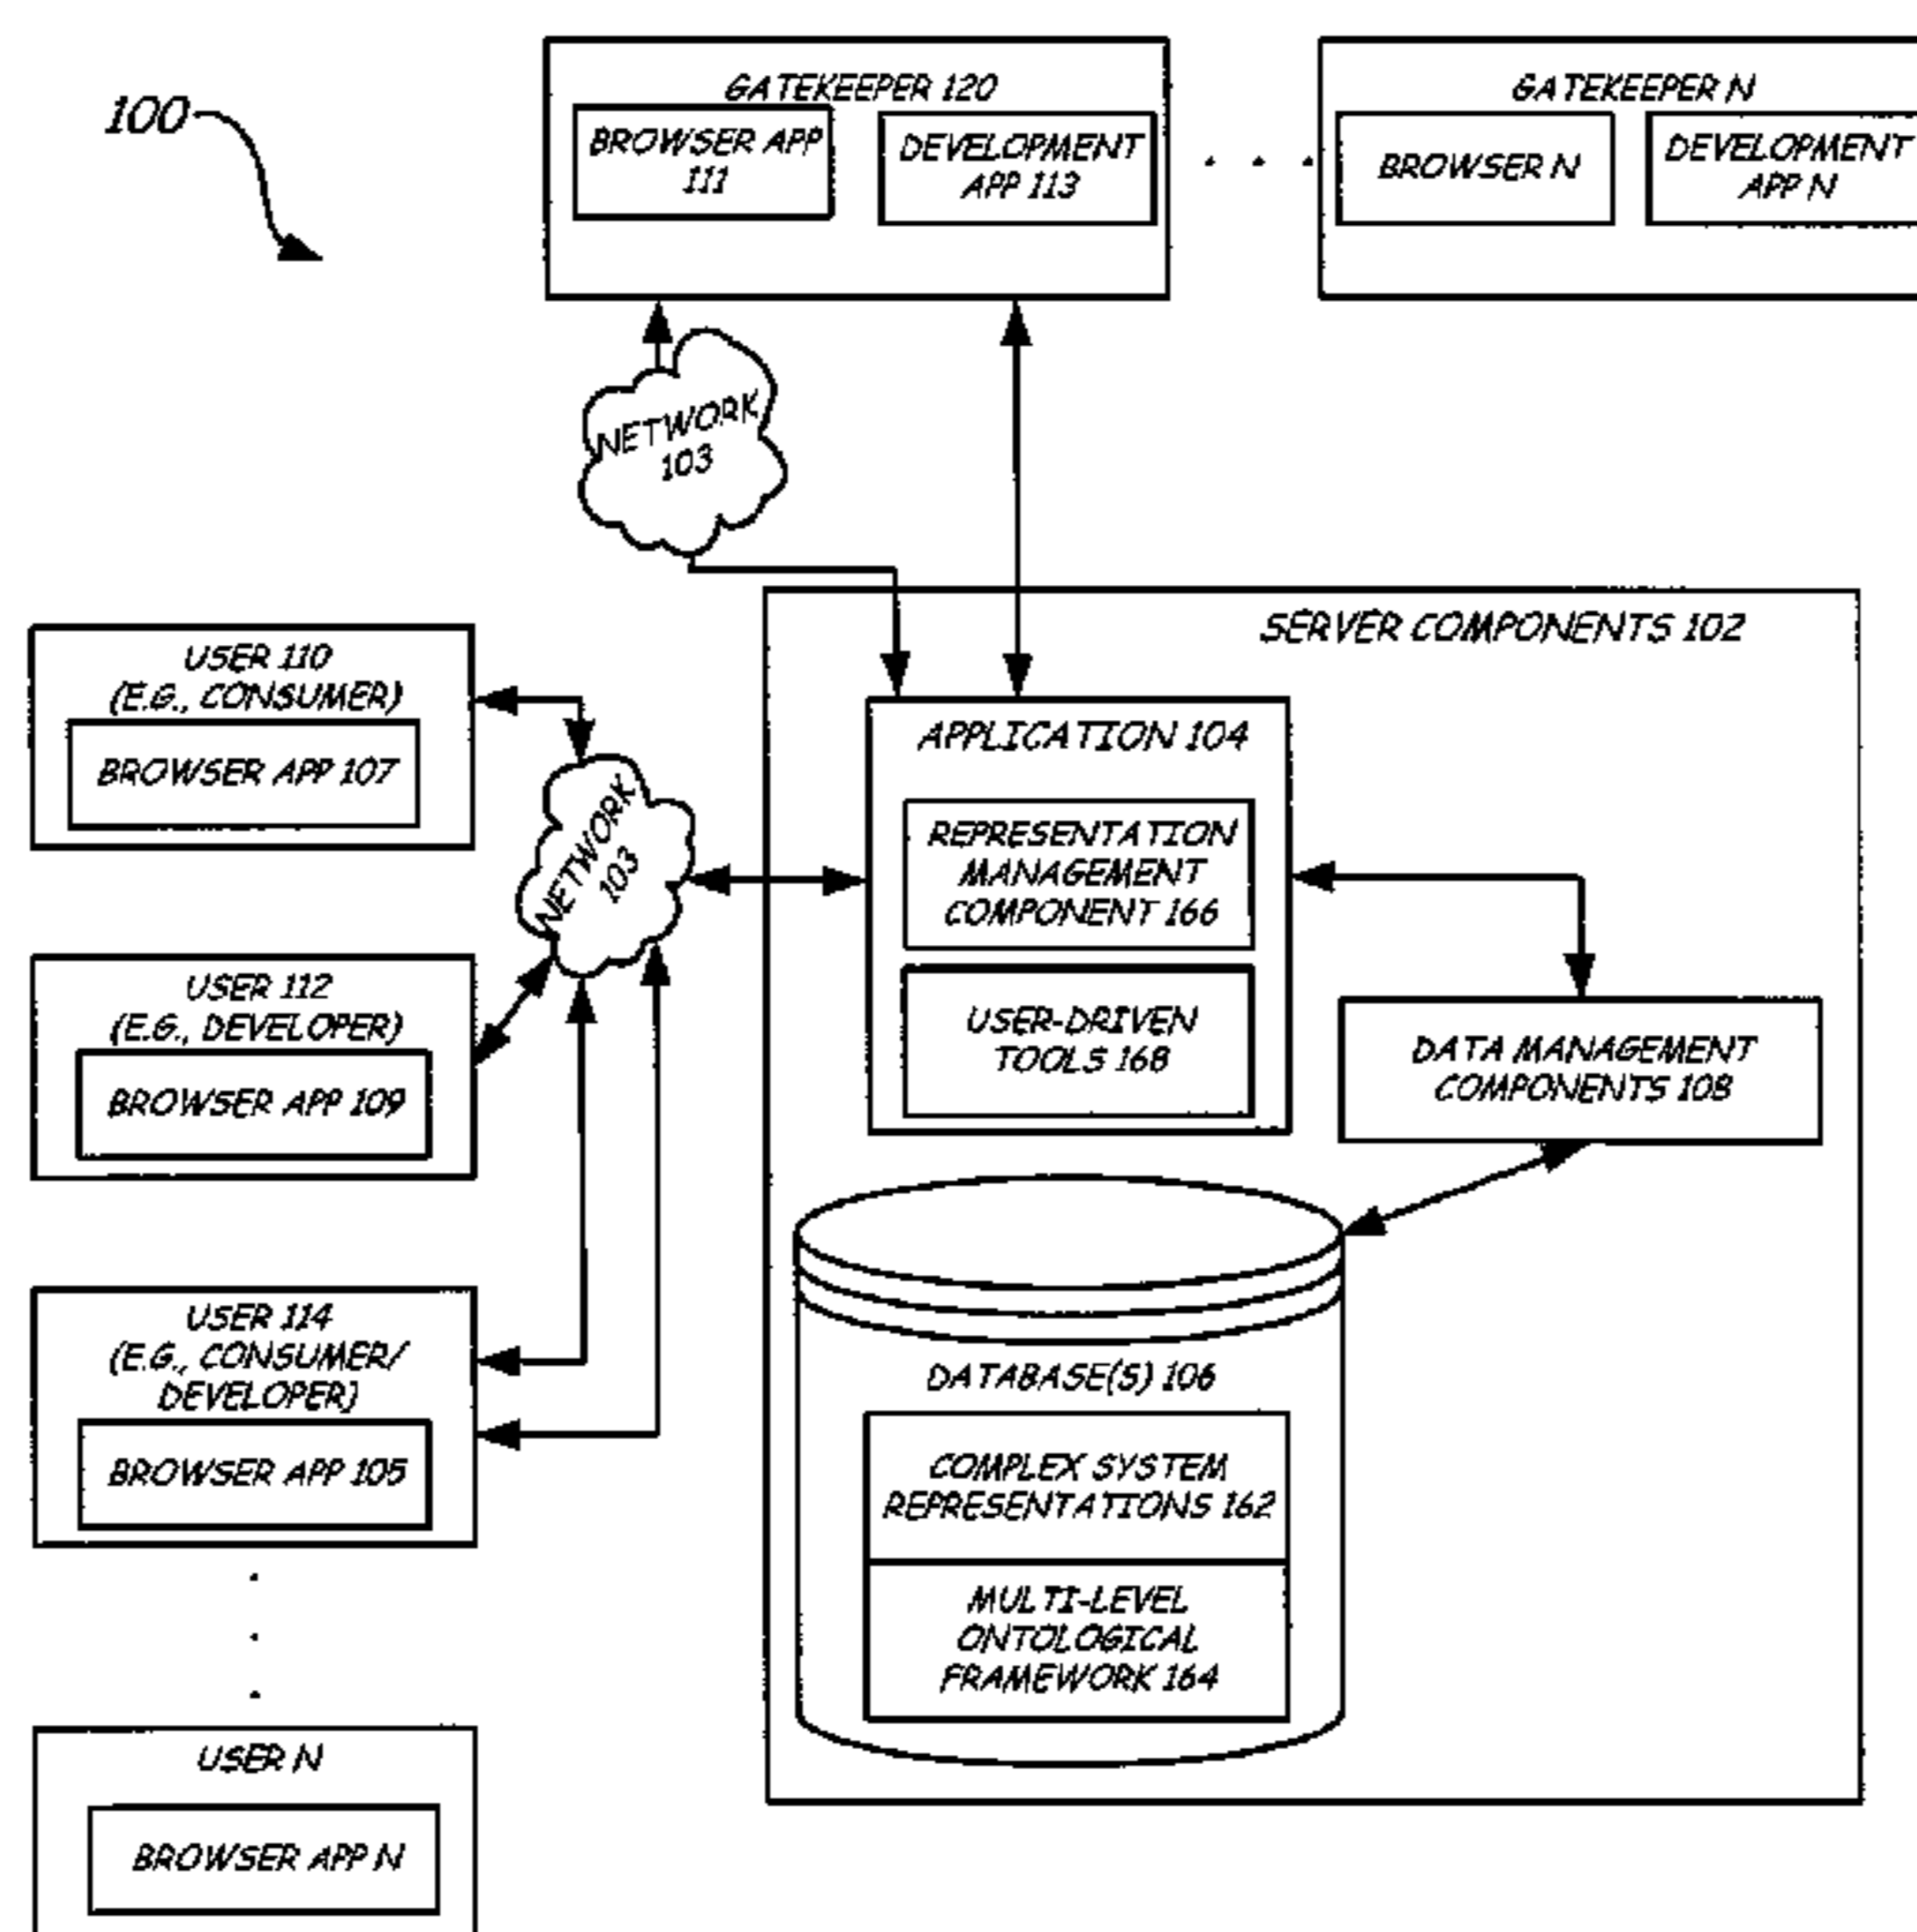 100
GATEKEEPER 120
BROWSER APP
111
DEVELOPMENT
APP 113
GATEKEEPER N
BROWSER N
DEVELOPMENT
APP N
NETWORK
103
SERVER COMPONENTS 102
USER 110
(E.G., CONSUMER)
BROWSER APP 107
NETWORK
103
APPLICATION 104
REPRESENTATION
MANAGEMENT
COMPONENT 166
USER-DRIVEN
TOOLS 168
USER 112
(E.G., DEVELOPER)
BROWSER APP 109
DATA MANAGEMENT
COMPONENTS 108
USER 114
(E.G., CONSUMER/
DEVELOPER)
BROWSER APP 105
DATABASE(S) 106
COMPLEX SYSTEM
REPRESENTATIONS 162
MULTI-LEVEL
ONTOLOGICAL
FRAMEWORK 164
USER N
BROWSER APP N